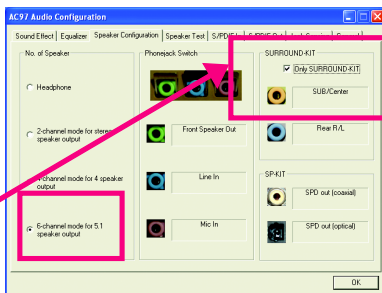 AC97 Audio Configuration
Sound Effect | Equalizer | Speaker Configuration | Speaker Test | S/PDIF
No. of Speaker
Headphone
2-channel mode for stereo
speaker output
channel mode for 4 speaker
output
6-channel mode for 5.1
speaker output
Phonejack Switch
Front Speaker Out
Line In
Mic In
SURROUND-KIT
Only SURROUND-KIT
SUB/Center
Rear R/L
SP-KIT
SPD out (coaxial)
SPD out (optical)
OK